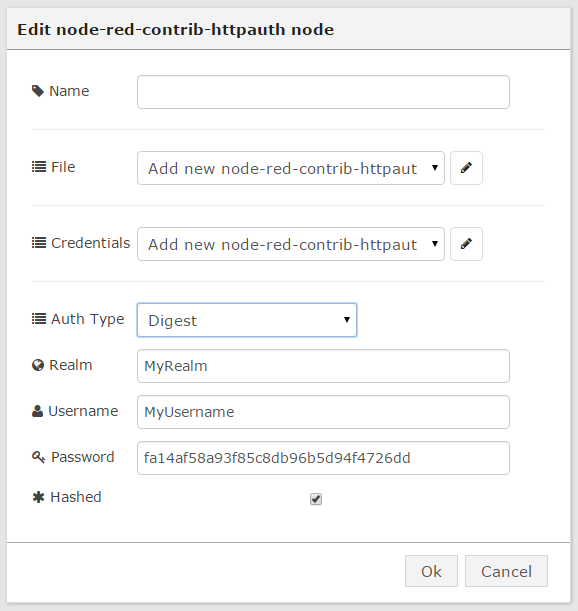 Edit node-red-contrib-httpauth node
Name
File Add new node-red-contrib-httpaut
Credentials Add new node-red-contrib-httpaut
Auth Type Digest
Realm MyRealm
Username MyUsername
Password fa14af58a93f85c8db96b5d94f4726dd
Hashed
Ok Cancel